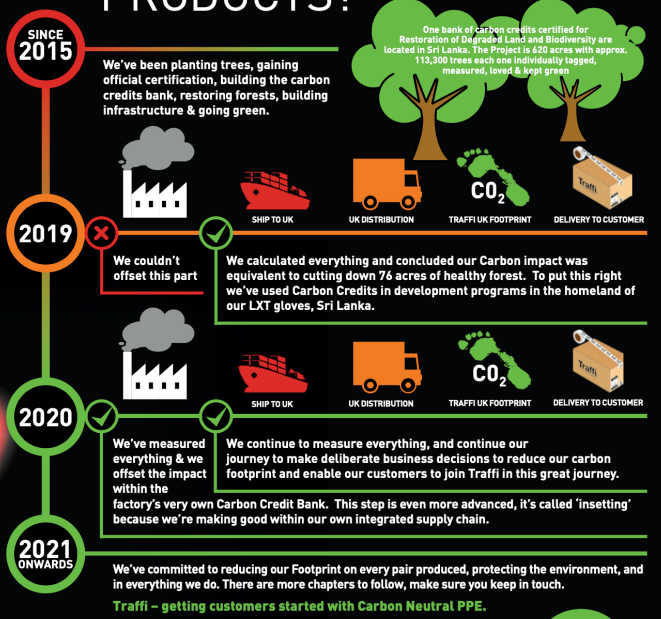 PRODUCTS?
SINCE
2015
One bank of carbon credits certified for
Restoration of Degraded Land and Biodiversity are
located in Sri Lanka. The Project is 620 acres with approx.
113,300 trees each one individually tagged,
measured, loved & kept green
We've been planting trees, gaining
official certification, building the carbon
credits bank, restoring forests, building
infrastructure & going green.
CO2
Traffi
SHIP TO UK
UK DISTRIBUTION
TRAFFI UK FOOTPRINT
DELIVERY TO CUSTOMER
2019
We couldn't
offset this part
We calculated everything and concluded our Carbon impact was
equivalent to cutting down 76 acres of healthy forest. To put this right
we've used Carbon Credits in development programs in the homeland of
our LXT gloves, Sri Lanka.
CO2
Traffi
SHIP TO UK
UK DISTRIBUTION
TRAFFI UK FOOTPRINT
DELIVERY TO CUSTOMER
2020
We've measured
everything & we
offset the impact
within the
factory's very own Carbon Credit Bank. This step is even more advanced, it's called 'insetting'
because we're making good within our own integrated supply chain.
We continue to measure everything, and continue our
journey to make deliberate business decisions to reduce our carbon
footprint and enable our customers to join Traffi in this great journey.
2021
ONWARDS
We've committed to reducing our Footprint on every pair produced, protecting the environment, and
in everything we do. There are more chapters to follow, make sure you keep in touch.
Traffi – getting customers started with Carbon Neutral PPE.